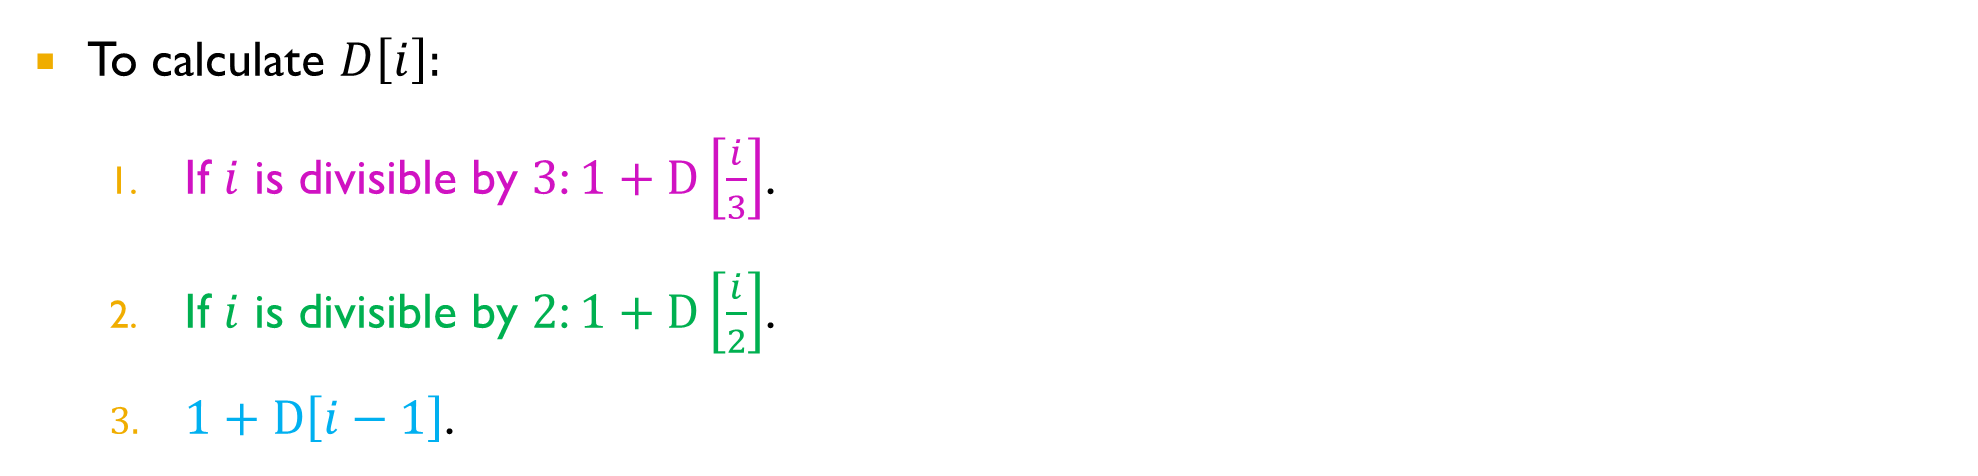 ▪ To calculate D[i]:
1. If i is divisible by 3: 1 + D[i/3].
2. If i is divisible by 2: 1 + D[i/2].
3. 1 + D[i − 1].